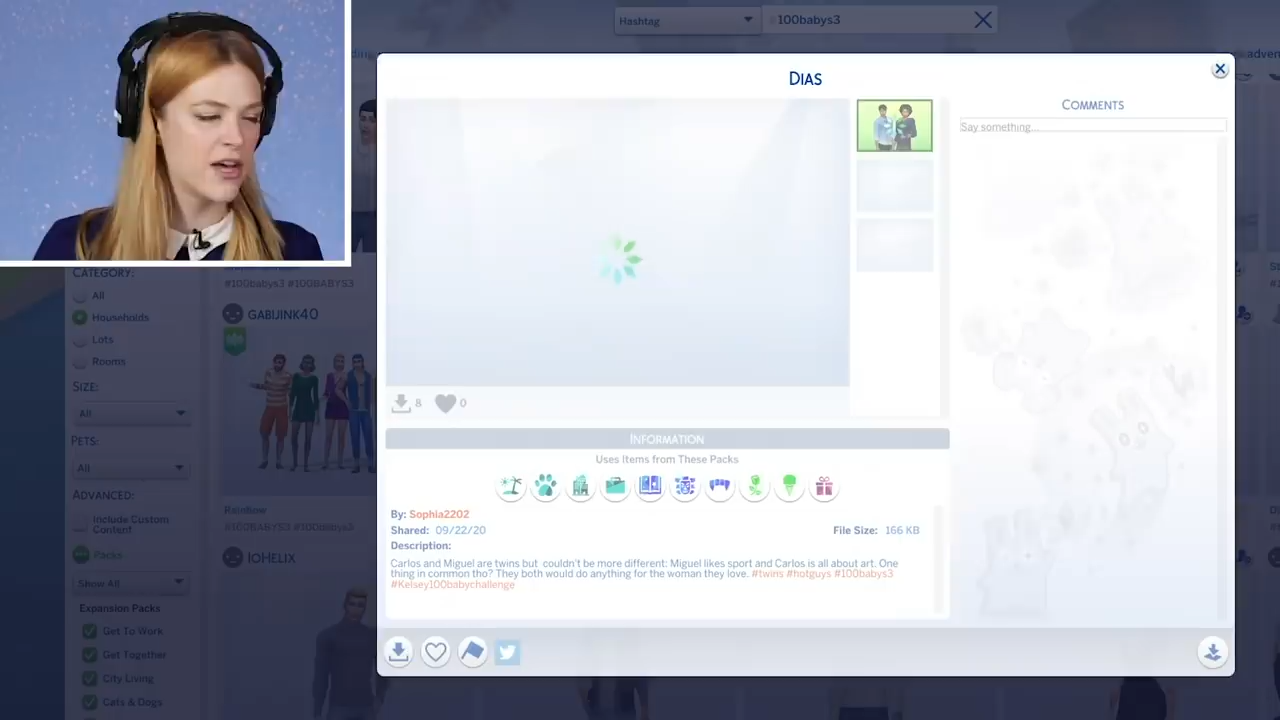 Hashtag
100babys3
Dias
Comments
Say something...
CATEGORY:
All
Households
Lots
Rooms
SIZE:
All
PETS:
All
ADVANCED:
Include Custom
Content
Packs
Show All
Expansion Packs
Get To Work
Get Together
City Living
Cats & Dogs
#100babys3 #100BABYS3
GABIJINK40
Rainbow
#100BABYS3 #100babys3
IOHELIX
8
0
Information
Uses Items from These Packs
By: Sophia2202
Shared: 09/22/20
File Size: 166 KB
Description:
Carlos and Miguel are twins but couldn't be more different: Miguel likes sport and Carlos is all about art. One
thing in common tho? They both would do anything for the woman they love. #twins #hotguys #100babys3
#Kelsey100babychallenge